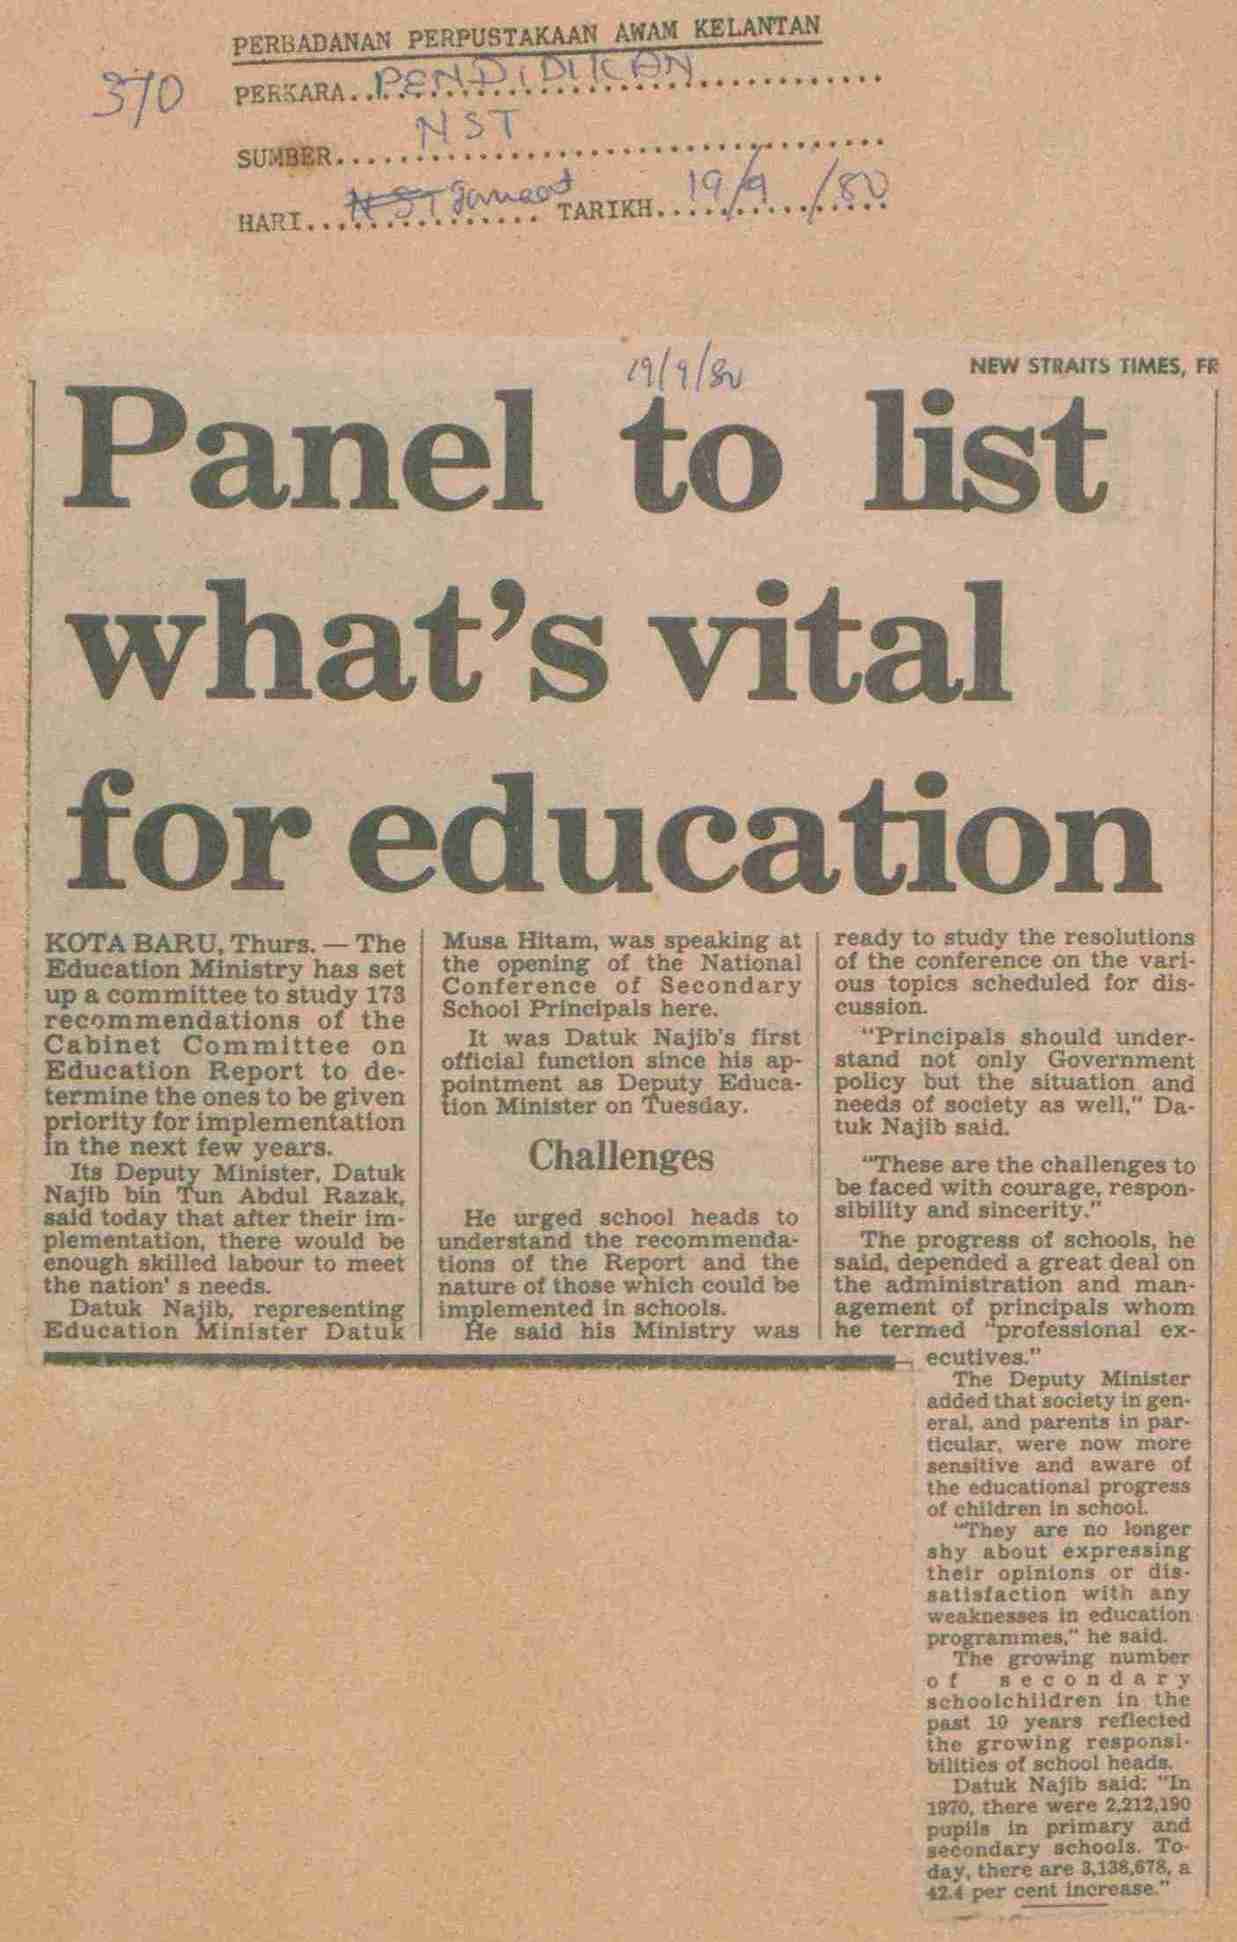 PERBADANAN PERPUSTAKAAN AWAM KELANTAN
370
PERKARA..PENDIDIKAN............
SUMBER....NST....................
HARI...NST Jumaat... TARIKH...19/9/80
19/9/80
NEW STRAITS TIMES, FR
Panel to list
what's vital
for education
KOTA BARU, Thurs. — The
Education Ministry has set
up a committee to study 173
recommendations of the
Cabinet Committee on
Education Report to de-
termine the ones to be given
priority for implementation
in the next few years.
Its Deputy Minister, Datuk
Najib bin Tun Abdul Razak,
said today that after their im-
plementation, there would be
enough skilled labour to meet
the nation' s needs.
Datuk Najib, representing
Education Minister Datuk
Musa Hitam, was speaking at
the opening of the National
Conference of Secondary
School Principals here.
It was Datuk Najib's first
official function since his ap-
pointment as Deputy Educa-
tion Minister on Tuesday.
Challenges
He urged school heads to
understand the recommenda-
tions of the Report and the
nature of those which could be
implemented in schools.
He said his Ministry was
ready to study the resolutions
of the conference on the vari-
ous topics scheduled for dis-
cussion.
"Principals should under-
stand not only Government
policy but the situation and
needs of society as well," Da-
tuk Najib said.
"These are the challenges to
be faced with courage, respon-
sibility and sincerity."
The progress of schools, he
said, depended a great deal on
the administration and man-
agement of principals whom
he termed "professional ex-
ecutives."
The Deputy Minister
added that society in gen-
eral, and parents in par-
ticular, were now more
sensitive and aware of
the educational progress
of children in school.
"They are no longer
shy about expressing
their opinions or dis-
satisfaction with any
weaknesses in education
programmes," he said.
The growing number
of secondary
schoolchildren in the
past 10 years reflected
the growing responsi-
bilities of school heads.
Datuk Najib said: "In
1970, there were 2,212,190
pupils in primary and
secondary schools. To-
day, there are 3,138,678, a
42.4 per cent increase."